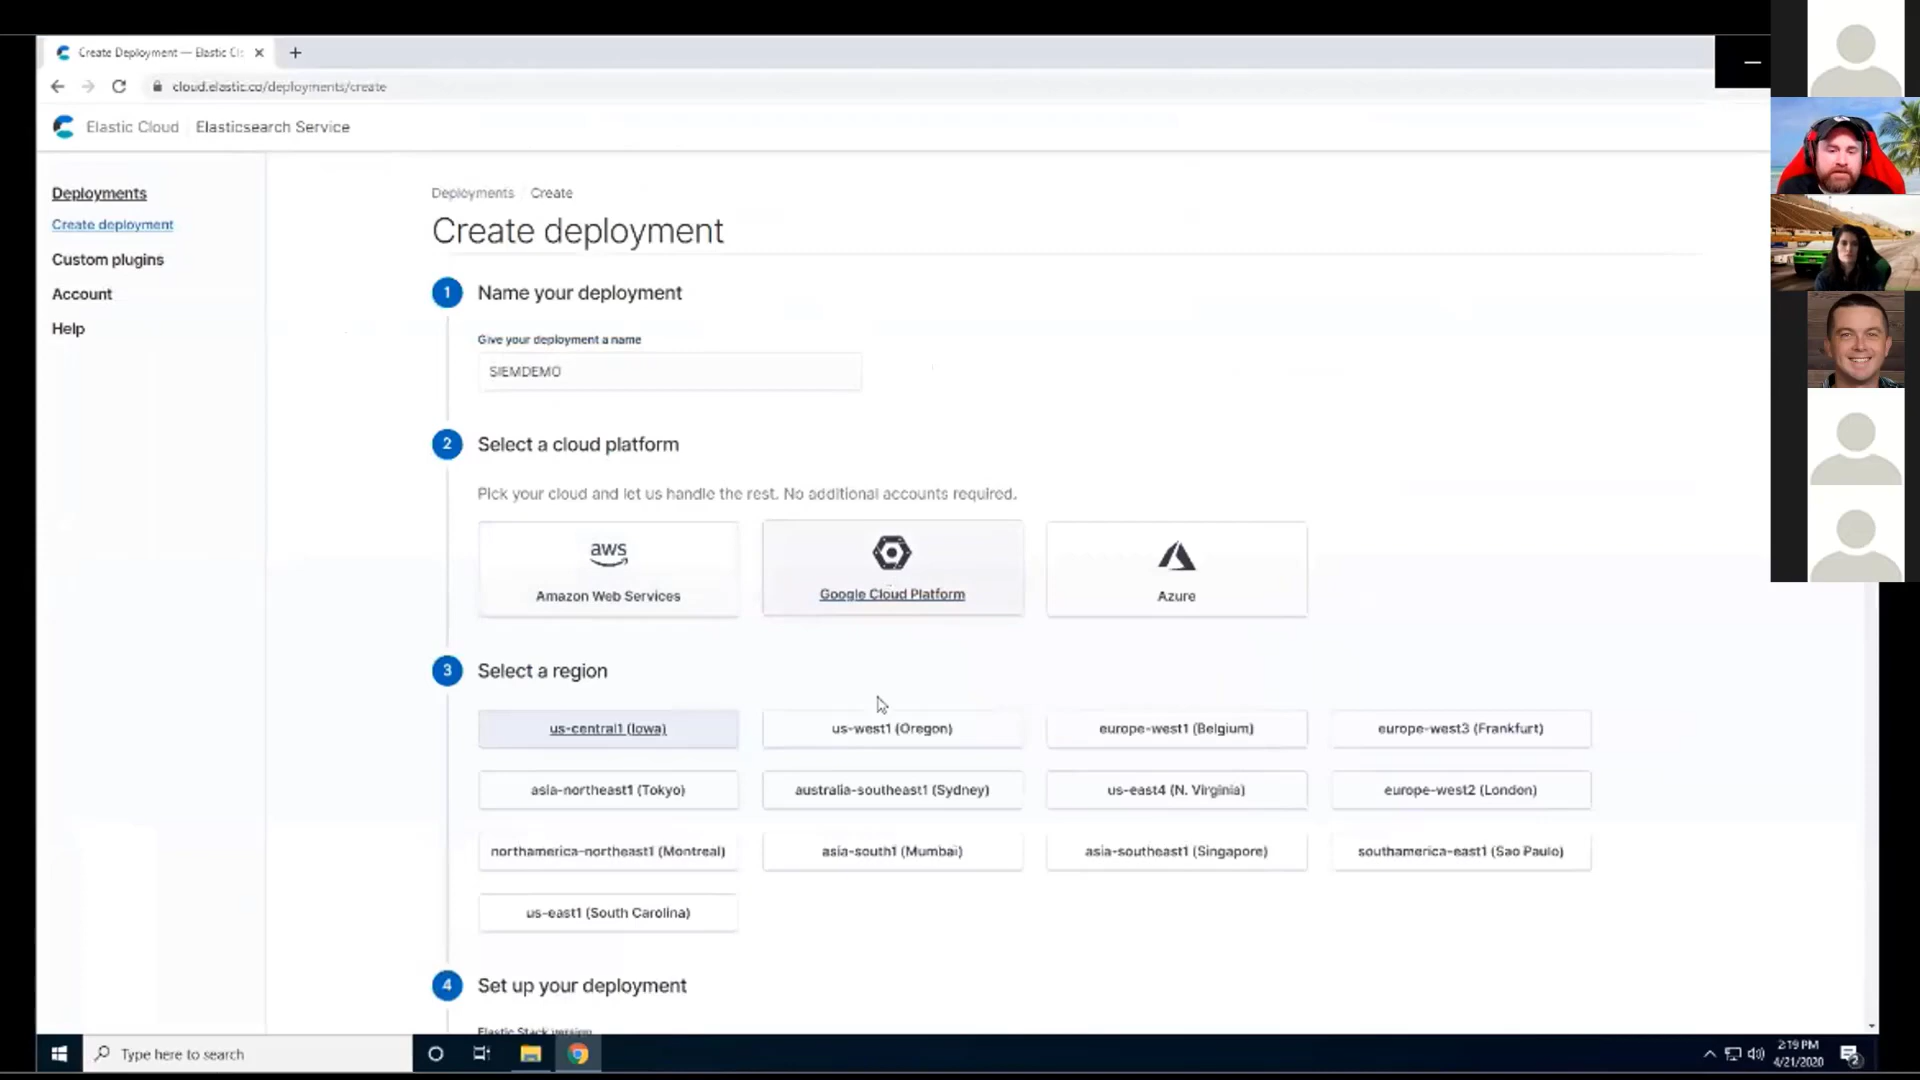 Create Deployment — Elastic Cl
cloud.elastic.co/deployments/create
Elastic Cloud Elasticsearch Service
Deployments
Create deployment
Custom plugins
Account
Help
Deployments Create
Create deployment
1 Name your deployment
Give your deployment a name
SIEMDEMO
2 Select a cloud platform
Pick your cloud and let us handle the rest. No additional accounts required.
aws
Amazon Web Services
Google Cloud Platform
Azure
3 Select a region
us-central1 (Iowa) us-west1 (Oregon) europe-west1 (Belgium) europe-west3 (Frankfurt)
asia-northeast1 (Tokyo) australia-southeast1 (Sydney) us-east4 (N. Virginia) europe-west2 (London)
northamerica-northeast1 (Montreal) asia-south1 (Mumbai) asia-southeast1 (Singapore) southamerica-east1 (Sao Paulo)
us-east1 (South Carolina)
4 Set up your deployment
Elastic Stack version
Type here to search
2:19 PM
4/21/2020
2